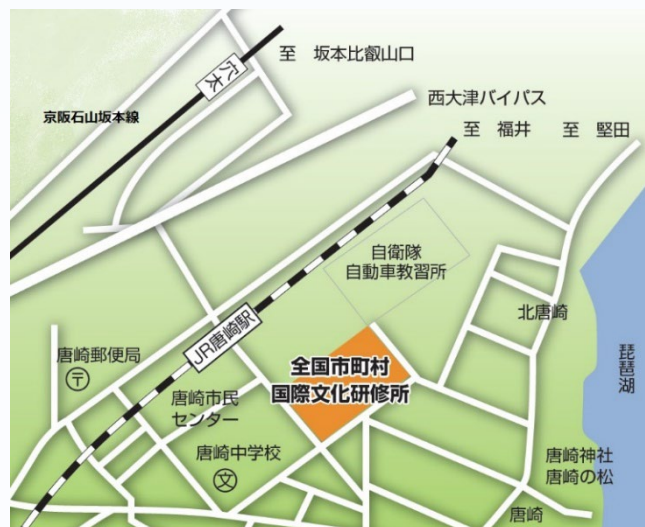 至 坂本比叡山口
穴太
京阪石山坂本線
西大津バイパス
至 福井
至 堅田
自衛隊
自動車教習所
北唐崎
JR唐崎駅
唐崎郵便局
〒
全国市町村
国際文化研修所
琵琶湖
唐崎市民
センター
唐崎中学校
文
唐崎神社
唐崎の松
唐崎